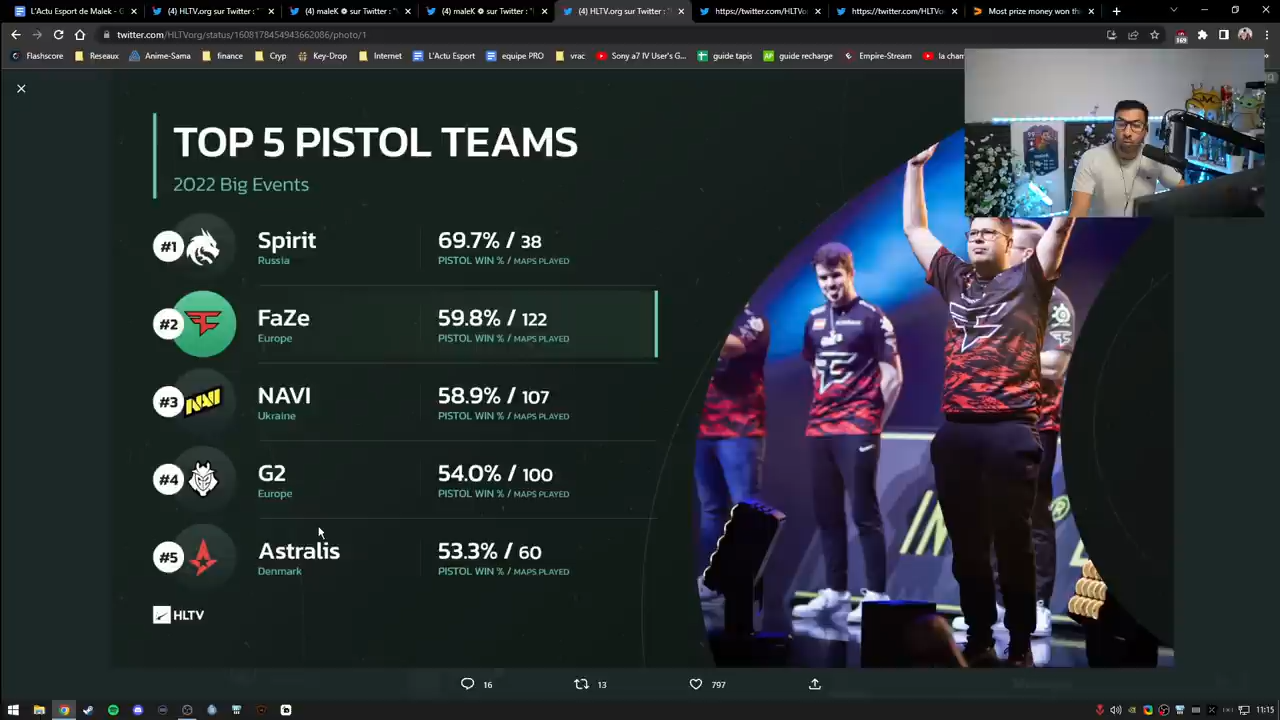 L'Actu Esport de Malek - G
(4) HLTV.org sur Twitter : "
(4) maleK ⚙ sur Twitter : "
(4) maleK ⚙ sur Twitter : "
(4) HLTV.org sur Twitter :
https://twitter.com/HLTVor
https://twitter.com/HLTVor
Most prize money won th
twitter.com/HLTVorg/status/1608178454943662086/photo/1
169
Flashscore
Reseaux
Anime-Sama
finance
Cryp
Key-Drop
Internet
L'Actu Esport
equipe PRO
vrac
Sony a7 IV User's G...
guide tapis
guide recharge
Empire-Stream
la cham
TOP 5 PISTOL TEAMS
2022 Big Events
#1
Spirit
69.7% / 38
Russia
PISTOL WIN % / MAPS PLAYED
#2
FaZe
59.8% / 122
Europe
PISTOL WIN % / MAPS PLAYED
#3
NAVI
NAVI
58.9% / 107
Ukraine
PISTOL WIN % / MAPS PLAYED
#4
G2
54.0% / 100
Europe
PISTOL WIN % / MAPS PLAYED
#5
Astralis
53.3% / 60
Denmark
PISTOL WIN % / MAPS PLAYED
HLTV
16
13
797
11:15